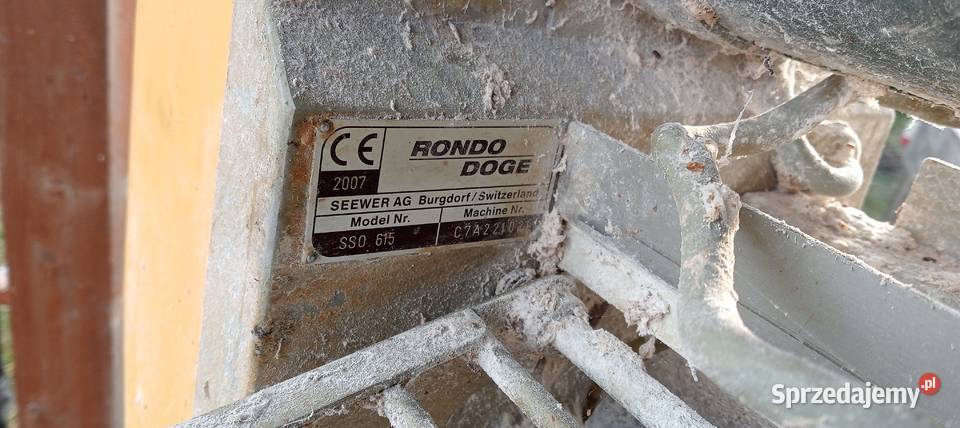 CE
2007
RONDO
DOGE
SEEWER AG Burgdorf/Switzerland
Model Nr. Machine Nr.
SSO 615
Sprzedajemy.pl